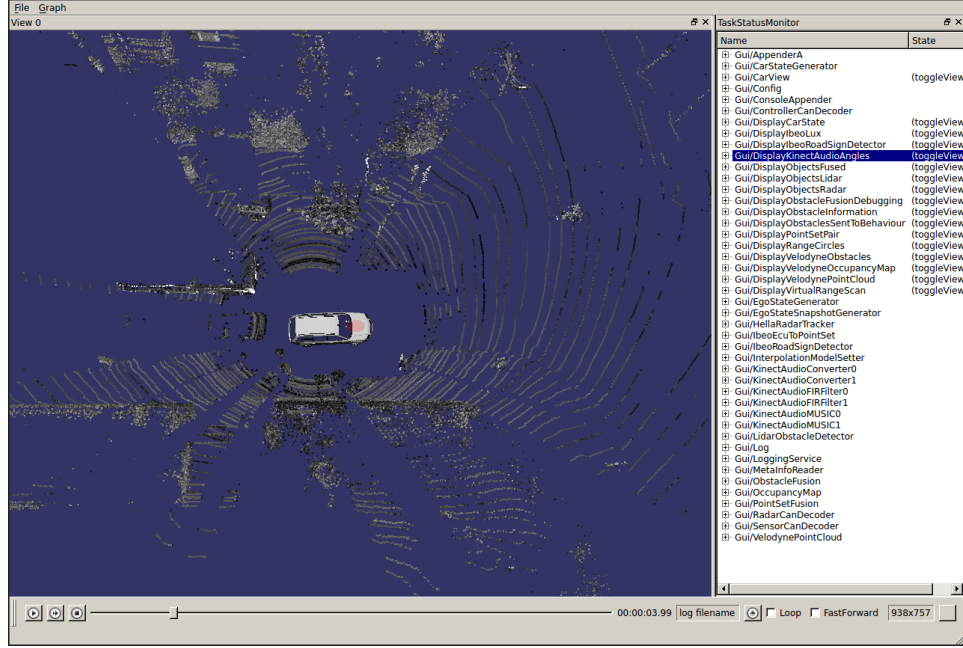 File Graph
View 0
TaskStatusMonitor
Name State
Gui/AppenderA
Gui/CarStateGenerator
Gui/CarView (toggleView
Gui/Config
Gui/ConsoleAppender
Gui/ControllerCanDecoder
Gui/DisplayCarState (toggleView
Gui/DisplayIbeoLux (toggleView
Gui/DisplayIbeoRoadSignDetector (toggleView
Gui/DisplayKinectAudioAngles (toggleView
Gui/DisplayObjectsFused (toggleView
Gui/DisplayObjectsLidar (toggleView
Gui/DisplayObjectsRadar (toggleView
Gui/DisplayObstacleFusionDebugging (toggleView
Gui/DisplayObstacleInformation (toggleView
Gui/DisplayObstaclesSentToBehaviour (toggleView
Gui/DisplayPointSetPair (toggleView
Gui/DisplayRangeCircles (toggleView
Gui/DisplayVelodyneObstacles (toggleView
Gui/DisplayVelodyneOccupancyMap (toggleView
Gui/DisplayVelodynePointCloud (toggleView
Gui/DisplayVirtualRangeScan (toggleView
Gui/EgoStateGenerator
Gui/EgoStateSnapshotGenerator
Gui/HellaRadarTracker
Gui/IbeoEcuToPointSet
Gui/IbeoRoadSignDetector
Gui/InterpolationModelSetter
Gui/KinectAudioConverter0
Gui/KinectAudioConverter1
Gui/KinectAudioFIRFilter0
Gui/KinectAudioFIRFilter1
Gui/KinectAudioMUSIC0
Gui/KinectAudioMUSIC1
Gui/LidarObstacleDetector
Gui/Log
Gui/LoggingService
Gui/MetaInfoReader
Gui/ObstacleFusion
Gui/OccupancyMap
Gui/PointSetFusion
Gui/RadarCanDecoder
Gui/SensorCanDecoder
Gui/VelodynePointCloud
00:00:03.99 log filename Loop FastForward 938x757